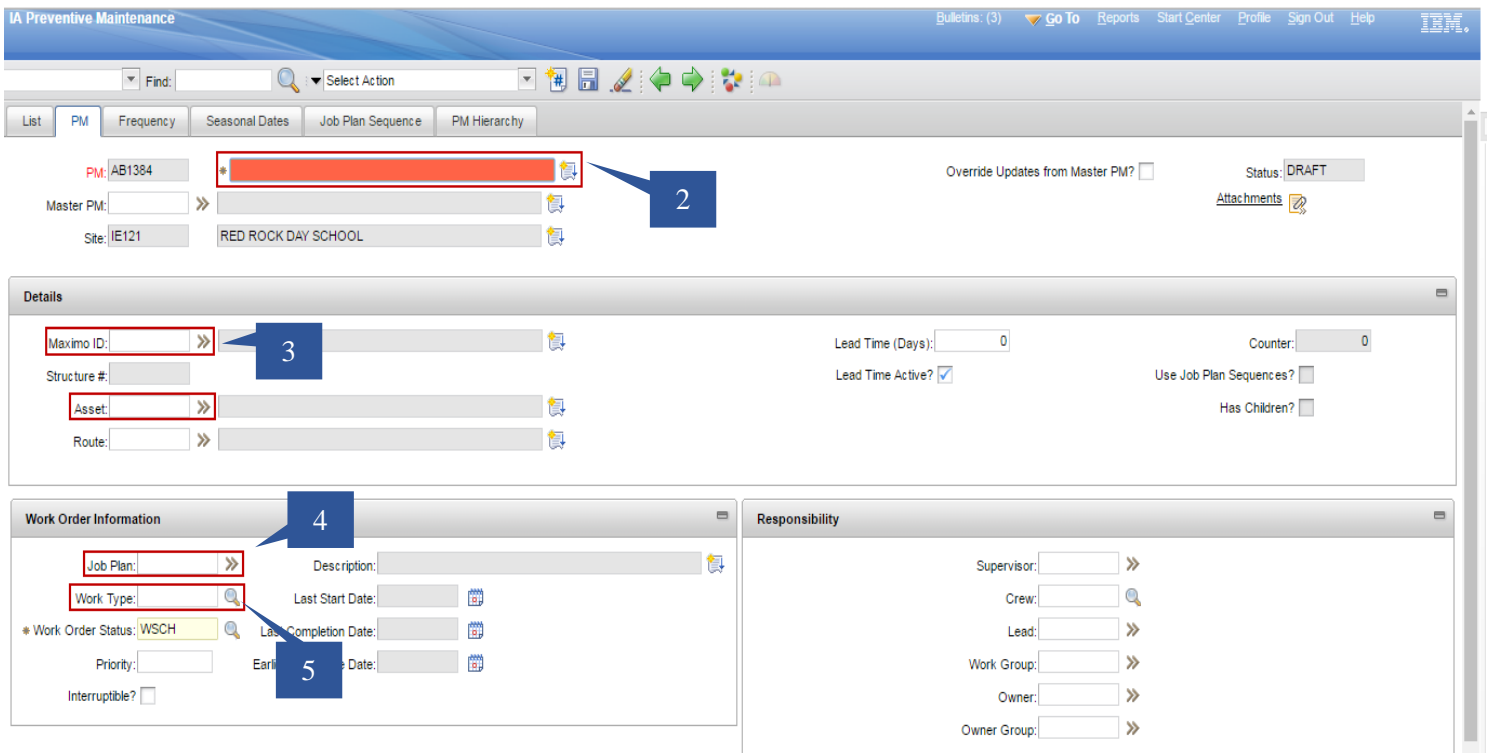 IA Preventive Maintenance
Bulletins: (3) Go To Reports Start Center Profile Sign Out Help IBM.
Find: Select Action
List PM Frequency Seasonal Dates Job Plan Sequence PM Hierarchy
PM: AB1384 * Override Updates from Master PM? Status: DRAFT
2
Master PM: Attachments
Site: IE121 RED ROCK DAY SCHOOL
Details
Maximo ID: 3 Lead Time (Days): 0 Counter: 0
Structure #: Lead Time Active? Use Job Plan Sequences?
Asset: Has Children?
Route:
Work Order Information 4 Responsibility
Job Plan: Description: Supervisor:
Work Type: Last Start Date: Crew:
* Work Order Status: WSCH Last Completion Date: Lead:
Priority: Earli 5 e Date: Work Group:
Interruptible? Owner:
Owner Group: